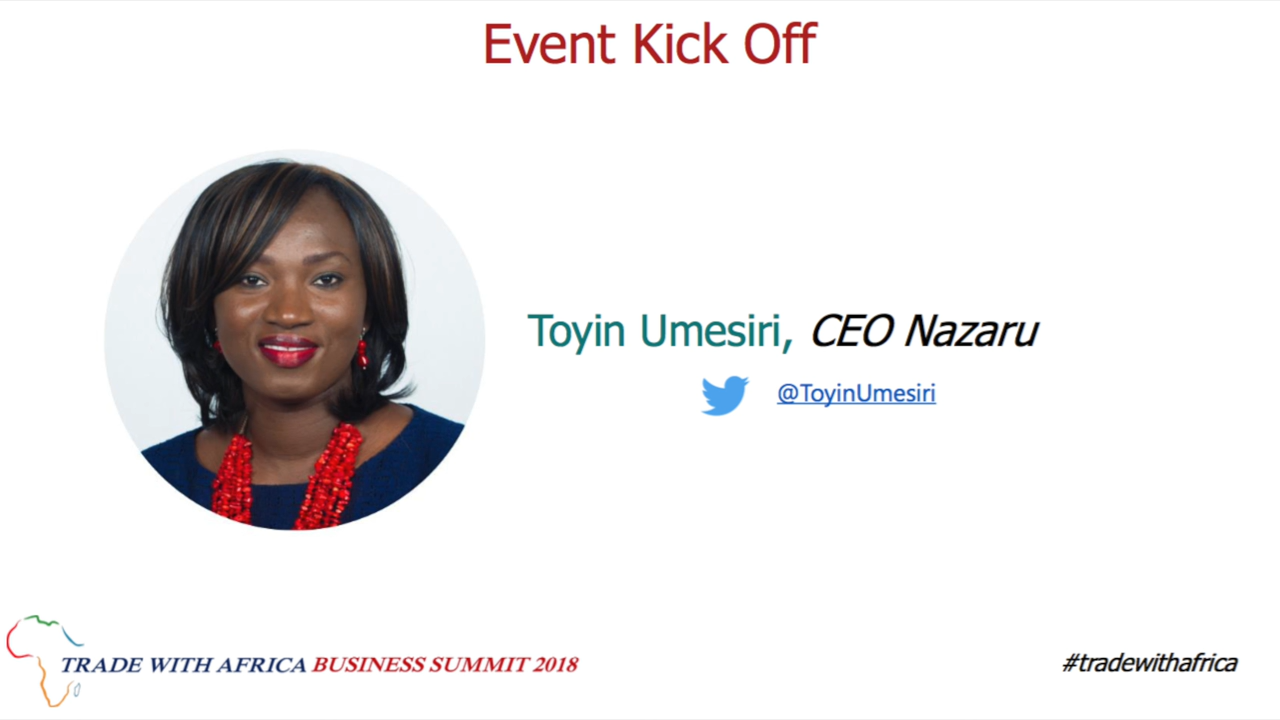 Event Kick Off
Toyin Umesiri, CEO Nazaru
@ToyinUmesiri
TRADE WITH AFRICA BUSINESS SUMMIT 2018
#tradewithafrica